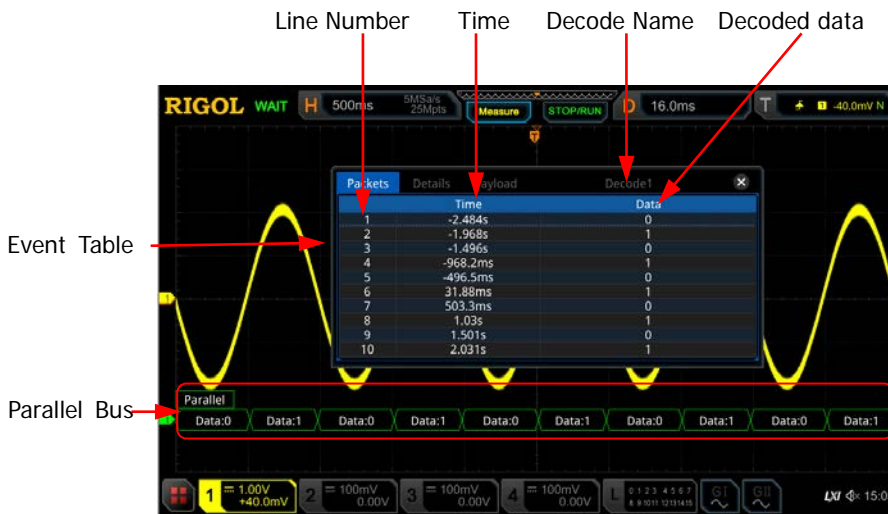 Line Number Time Decode Name Decoded data
RIGOL WAIT H 500ms 5MSa/s 25Mpts Measure STOP/RUN D 16.0ms T 1 -40.0mV N
T
Packets Details Payload Decode1
Time Data
1 -2.484s 0
2 -1.968s 1
3 -1.496s 0
4 -968.2ms 1
5 -496.5ms 0
6 31.88ms 1
7 503.3ms 0
8 1.03s 1
9 1.501s 0
10 2.031s 1
Event Table
1
Parallel Bus
Parallel
Data:0 Data:1 Data:0 Data:1 Data:0 Data:1 Data:0 Data:1 Data:0 Data:1
1 1.00V +40.0mV 2 100mV 0.00V 3 100mV 0.00V 4 100mV 0.00V L 0 1 2 3 4 5 6 7 8 9 10 11 12 13 14 15 GI GII LXI 15:0